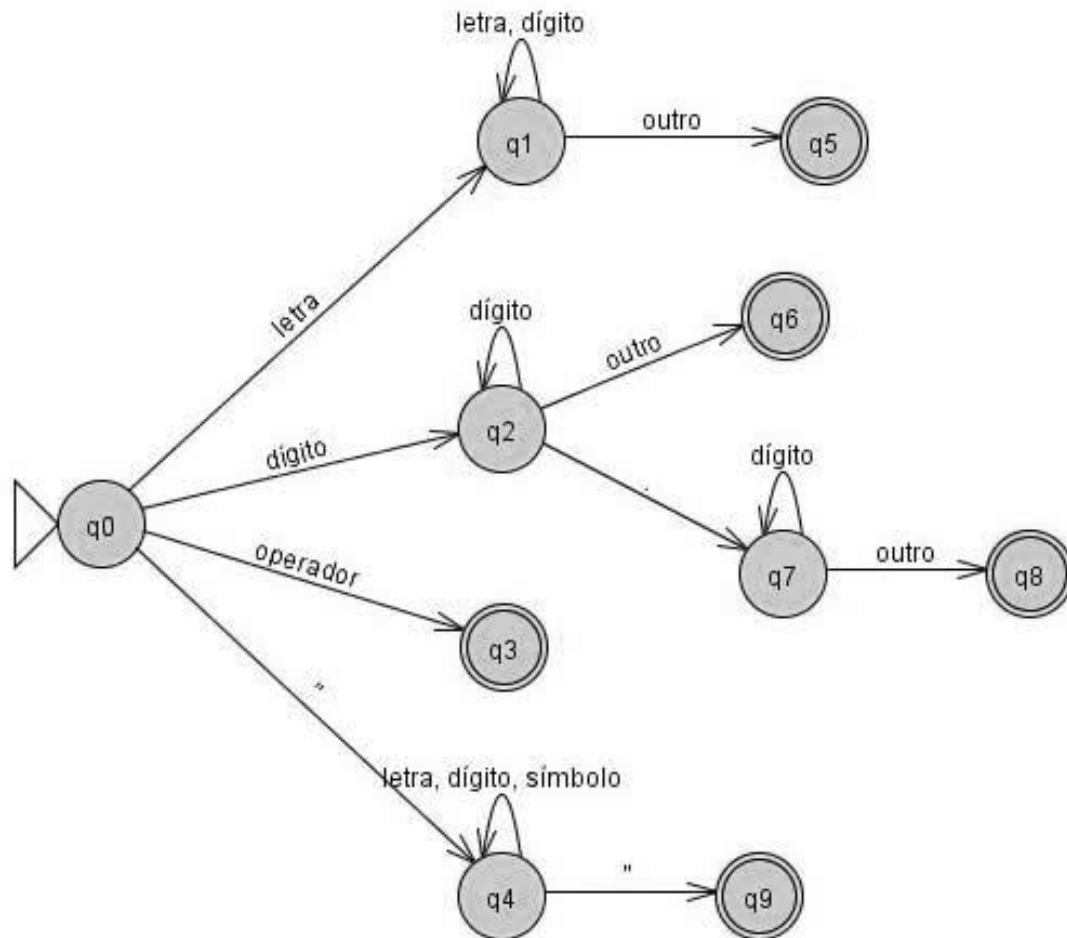 letra, dígito
q1
outro
q5
letra
dígito
q6
outro
q2
dígito
.
dígito
q7
outro
q8
q0
operador
q3
"
letra, dígito, símbolo
q4
"
q9